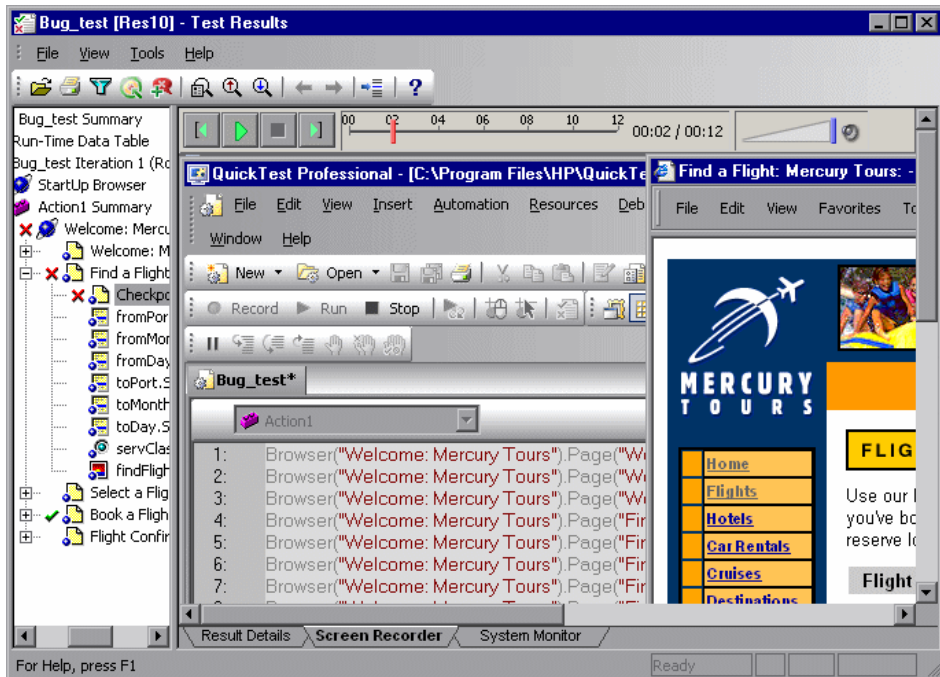 Bug_test [Res10] - Test Results
File View Tools Help
Bug_test Summary
Run-Time Data Table
Bug_test Iteration 1 (Ro
StartUp Browser
Action1 Summary
Welcome: Mercu
Welcome: M
Find a Flight
Checkpo
fromPor
fromMor
fromDay
toPort.S
toMonth
toDay.S
servClas
findFligh
Select a Flig
Book a Fligh
Flight Confir
00 02 04 06 08 10 12
00:02 / 00:12
QuickTest Professional - [C:\Program Files\HP\QuickTe
File Edit View Insert Automation Resources Deb
Window Help
New Open
Record Run Stop
Bug_test*
Action1
1: Browser("Welcome: Mercury Tours").Page("We
2: Browser("Welcome: Mercury Tours").Page("We
3: Browser("Welcome: Mercury Tours").Page("We
4: Browser("Welcome: Mercury Tours").Page("Fin
5: Browser("Welcome: Mercury Tours").Page("Fin
6: Browser("Welcome: Mercury Tours").Page("Fin
7: Browser("Welcome: Mercury Tours").Page("Fin
Find a Flight: Mercury Tours: -
File Edit View Favorites To
MERCURY
TOURS
Home
Flights
Hotels
Car Rentals
Cruises
Destinations
FLIG
Use our
you've bo
reserve lo
Flight
Result Details Screen Recorder System Monitor
For Help, press F1
Ready